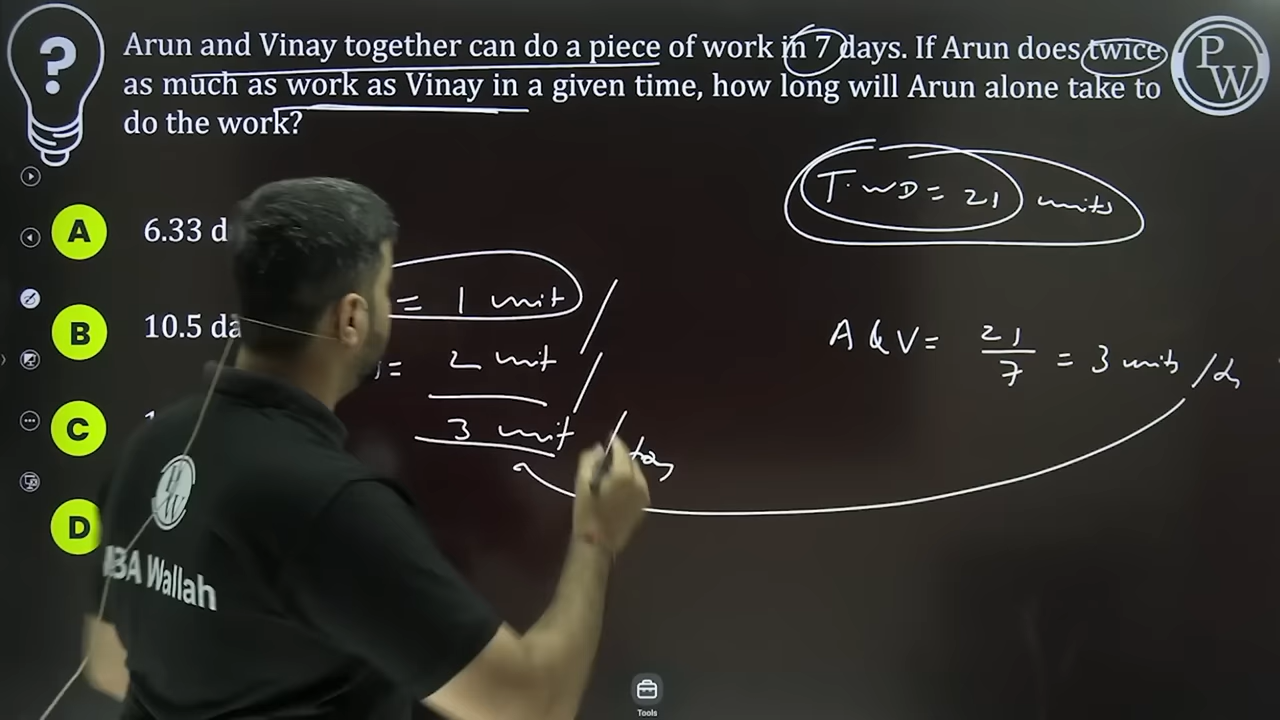 Arun and Vinay together can do a piece of work in 7 days. If Arun does twice
as much as work as Vinay in a given time, how long will Arun alone take to
do the work?
P
W
T.WD = 21 units
A
6.33 d
= 1 unit /
B
10.5 da
= 2 unit /
A & V = 21/7 = 3 units /
C
3 unit /
D
PW
MBA Wallah
Tools